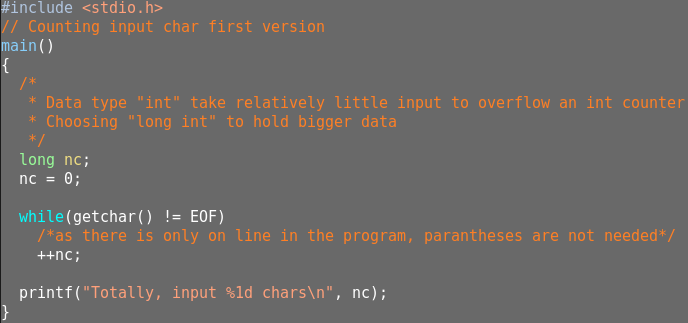 #include <stdio.h>
// Counting input char first version
main()
{
/*
* Data type "int" take relatively little input to overflow an int counter
* Choosing "long int" to hold bigger data
*/
long nc;
nc = 0;
while(getchar() != EOF)
/*as there is only on line in the program, parantheses are not needed*/
++nc;
printf("Totally, input %1d chars\n", nc);
}